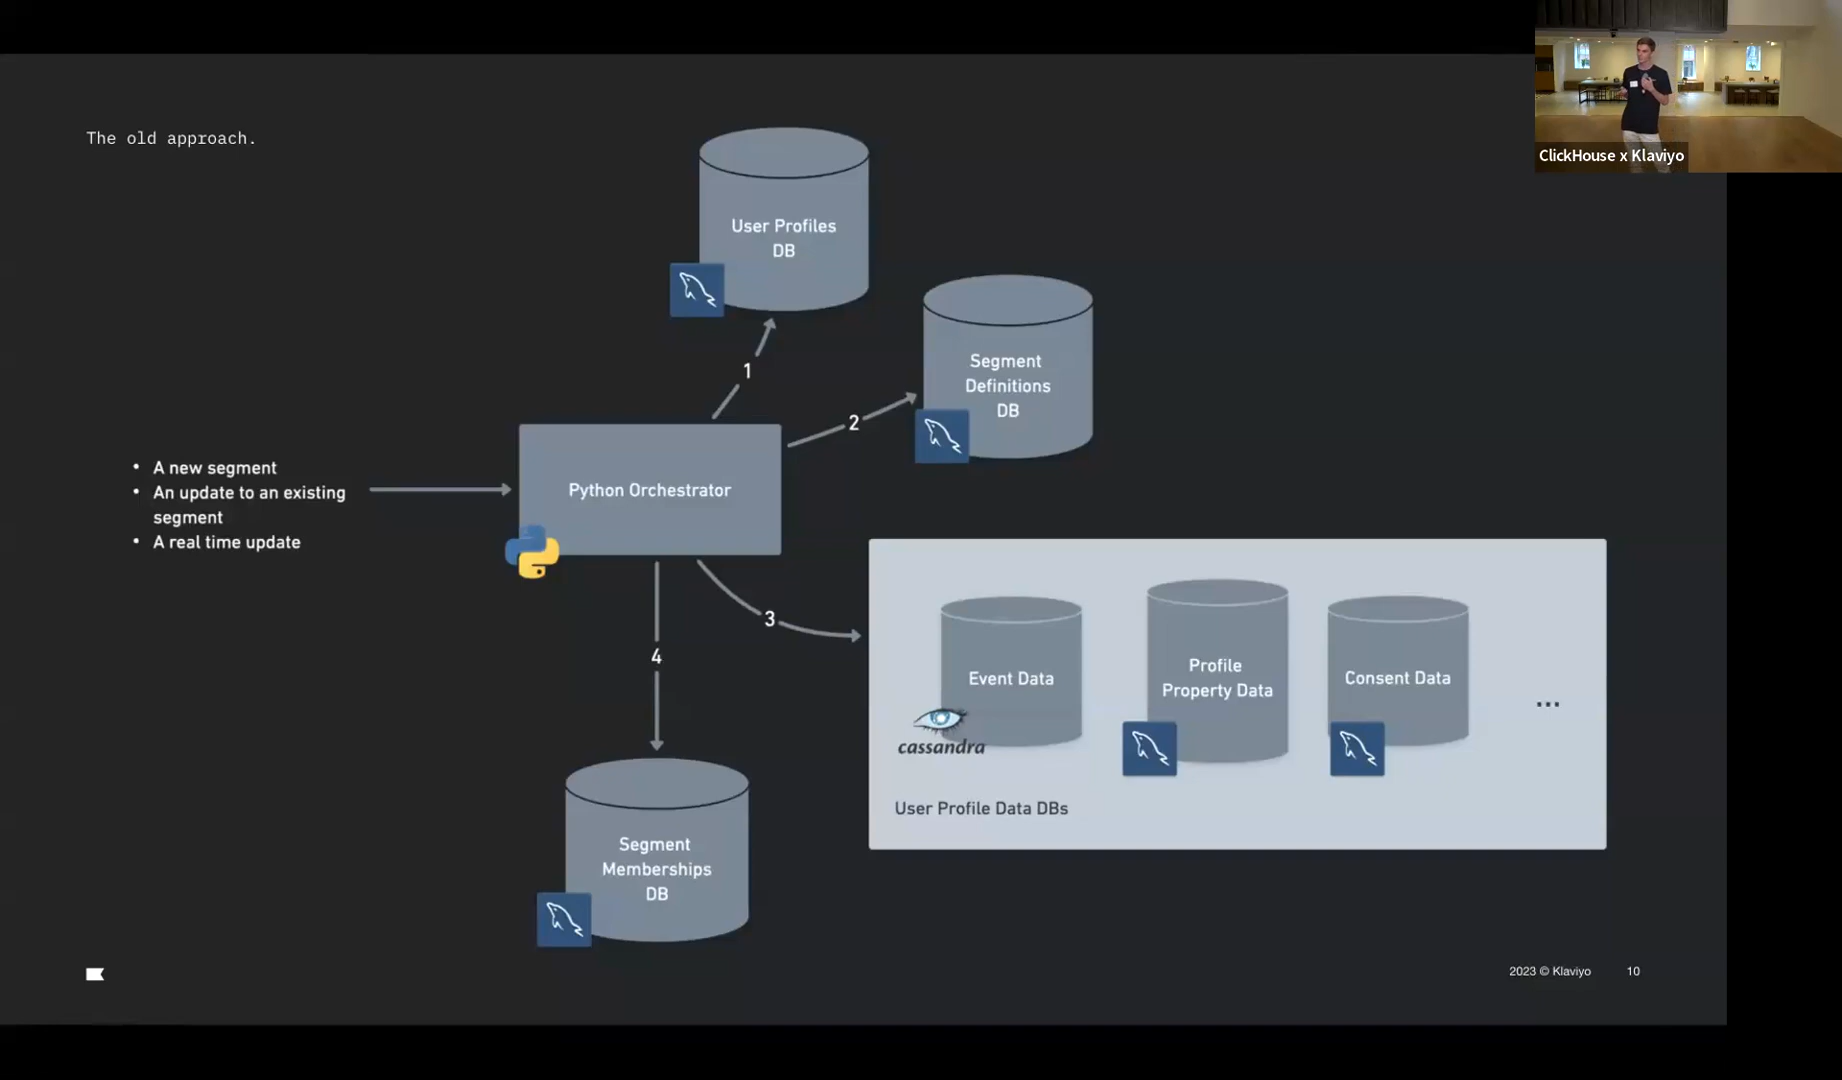 The old approach.
ClickHouse x Klaviyo
User Profiles
DB
Segment
Definitions
DB
1
2
• A new segment
• An update to an existing
segment
• A real time update
Python Orchestrator
3
4
Event Data
cassandra
Profile
Property Data
Consent Data
...
User Profile Data DBs
Segment
Memberships
DB
2023 © Klaviyo
10